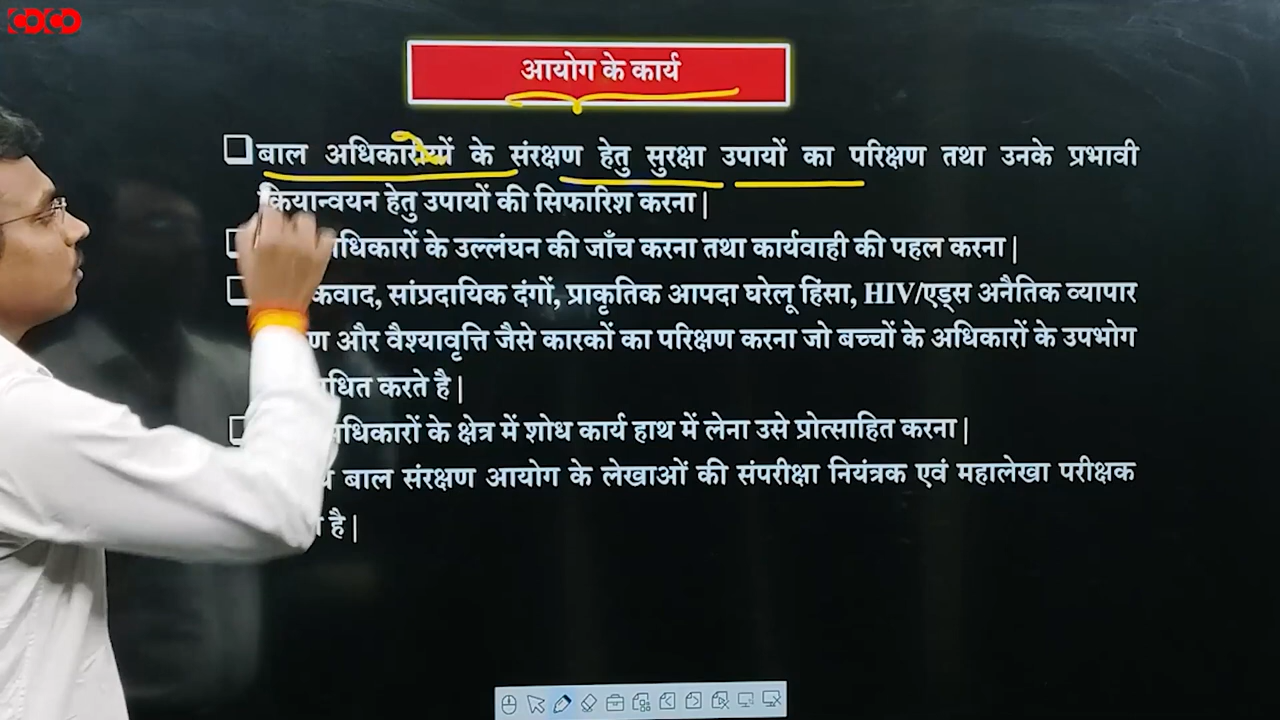 COCO
आयोग के कार्य
बाल अधिकारीयों के संरक्षण हेतु सुरक्षा उपायों का परिक्षण तथा उनके प्रभावी
क्रियान्वयन हेतु उपायों की सिफारिश करना |
अधिकारों के उल्लंघन की जाँच करना तथा कार्यवाही की पहल करना |
सांप्रदायिक दंगों, प्राकृतिक आपदा घरेलू हिंसा, HIV/एड्स अनैतिक व्यापार
और वैश्यावृत्ति जैसे कारकों का परिक्षण करना जो बच्चों के अधिकारों के उपभोग
करते है |
के क्षेत्र में शोध कार्य हाथ में लेना उसे प्रोत्साहित करना |
बाल संरक्षण आयोग के लेखाओं की संपरीक्षा नियंत्रक एवं महालेखा परीक्षक
है |